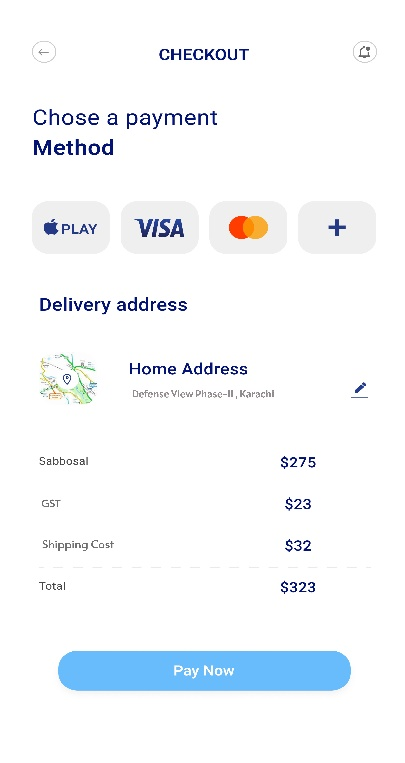 CHECKOUT
Chose a payment
Method
PLAY VISA +
Delivery address
Home Address
Defense View Phase-II , Karachi
Sabbosal $275
GST $23
Shipping Cost $32
Total $323
Pay Now